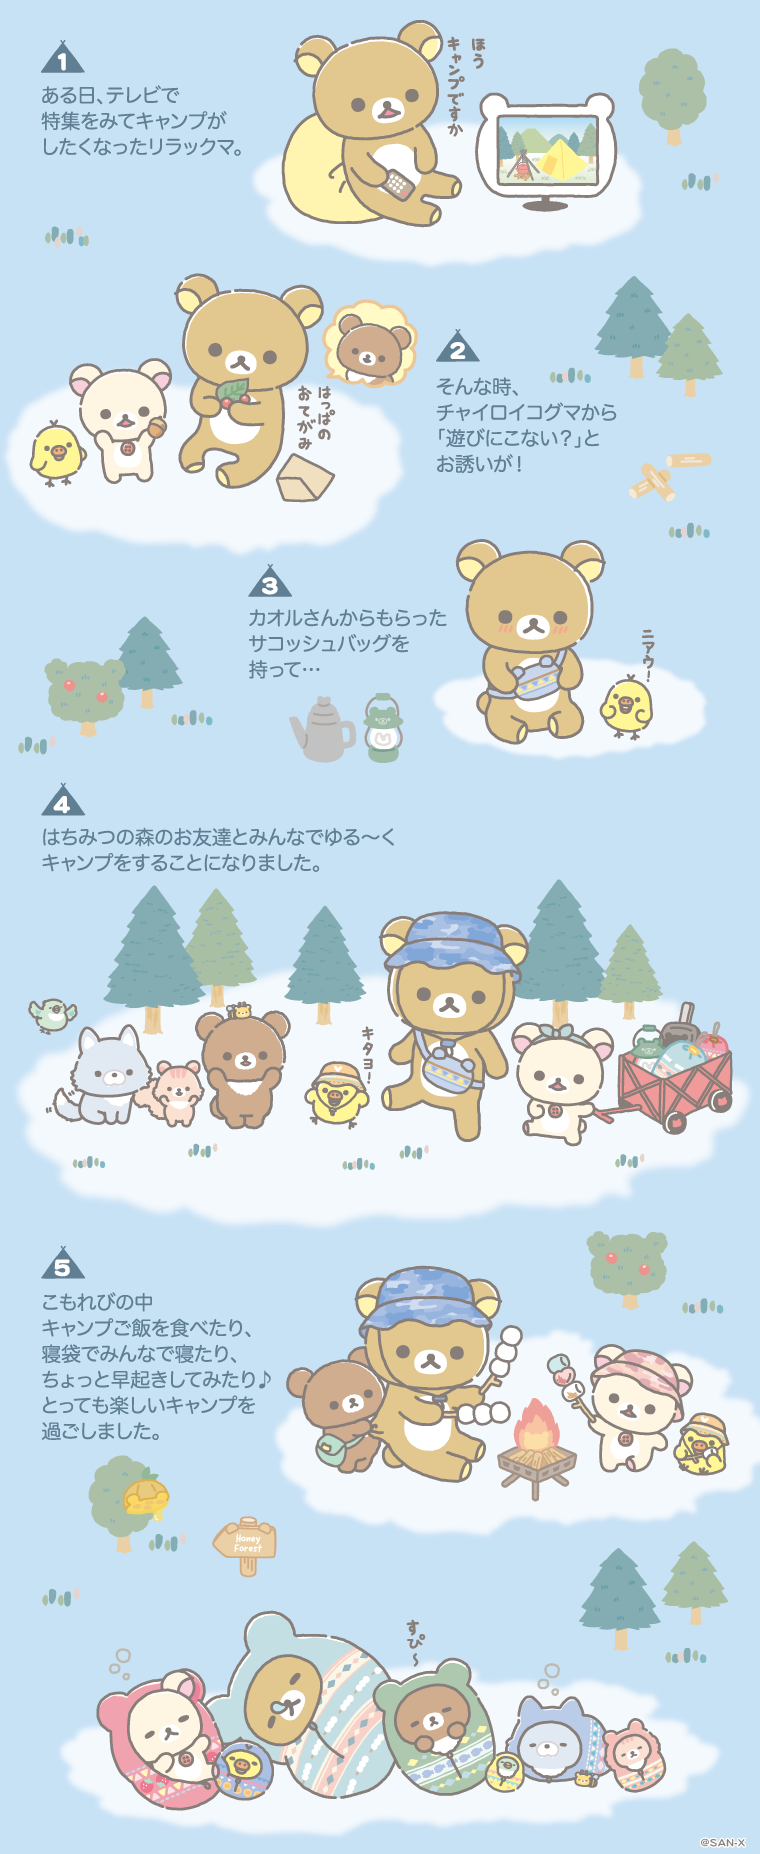 1
ある日、テレビで
特集をみてキャンプが
したくなったリラックマ。
ほう
キャンプですか
2
そんな時、
チャイロイコグマから
「遊びにこない?」と
お誘いが!
はっぱの
おてがみ
3
カオルさんからもらった
サコッシュバッグを
持って…
ニアウ!
4
はちみつの森のお友達とみんなでゆる〜く
キャンプをすることになりました。
キタヨ!
5
こもれびの中
キャンプご飯を食べたり、
寝袋でみんなで寝たり、
ちょっと早起きしてみたり♪
とっても楽しいキャンプを
過ごしました。
Honey
Forest
すぴ〜
@SAN-X